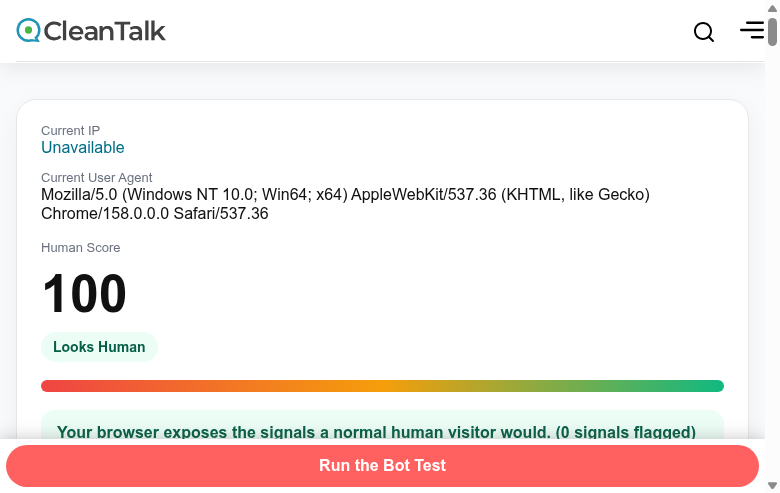 CleanTalk
Current IP
Unavailable
Current User Agent
Mozilla/5.0 (Windows NT 10.0; Win64; x64) AppleWebKit/537.36 (KHTML, like Gecko)
Chrome/158.0.0.0 Safari/537.36
Human Score
100
Looks Human
Your browser exposes the signals a normal human visitor would. (0 signals flagged)
Run the Bot Test